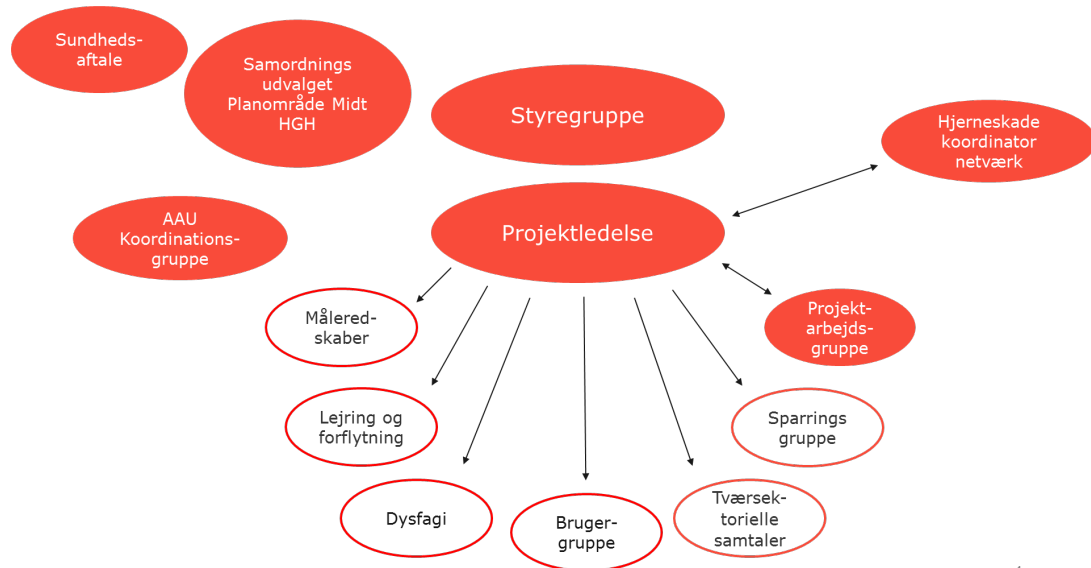 Sundheds-
aftale
Samordnings
udvalget
Planområde Midt
HGH
Styregruppe
Hjerneskade
koordinator
netværk
AAU
Koordinations-
gruppe
Projektledelse
Målered-
skaber
Projekt-
arbejds-
gruppe
Lejring og
forflytning
Sparrings
gruppe
Dysfagi
Bruger-
gruppe
Tværsek-
torielle
samtaler